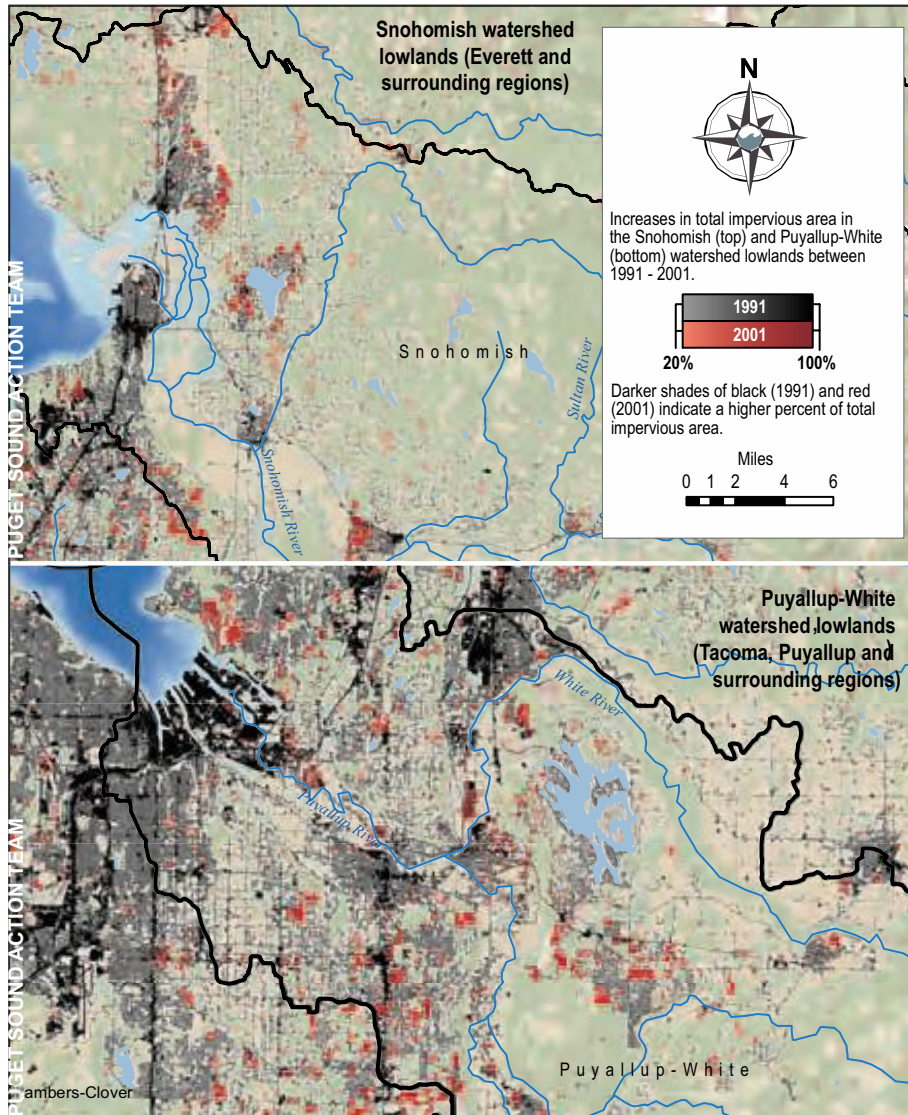 Snohomish watershed
lowlands (Everett and
surrounding regions)
N
Increases in total impervious area in
the Snohomish (top) and Puyallup-White
(bottom) watershed lowlands between
1991 - 2001.
1991
2001
20%
100%
Darker shades of black (1991) and red
(2001) indicate a higher percent of total
impervious area.
Miles
0 1 2 4 6
Snohomish
Sultan River
Snohomish River
PUGET SOUND ACTION TEAM
Puyallup-White
watershed lowlands
(Tacoma, Puyallup and
surrounding regions)
White River
Puyallup River
Puyallup-White
ambers-Clover
PUGET SOUND ACTION TEAM